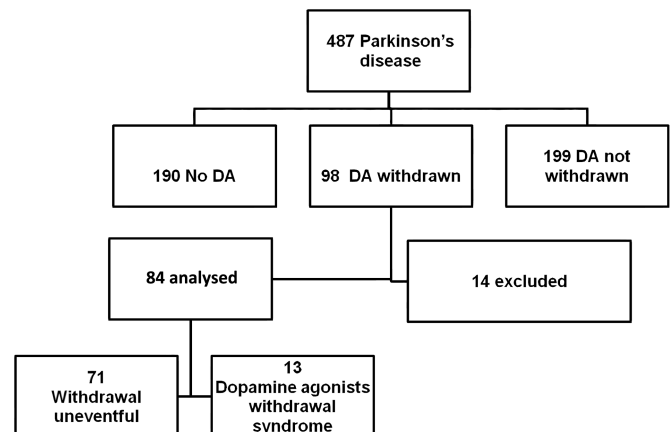 487 Parkinson's
disease
190 No DA
98 DA withdrawn
199 DA not
withdrawn
84 analysed
14 excluded
71
Withdrawal
uneventful
13
Dopamine agonists
withdrawal
syndrome